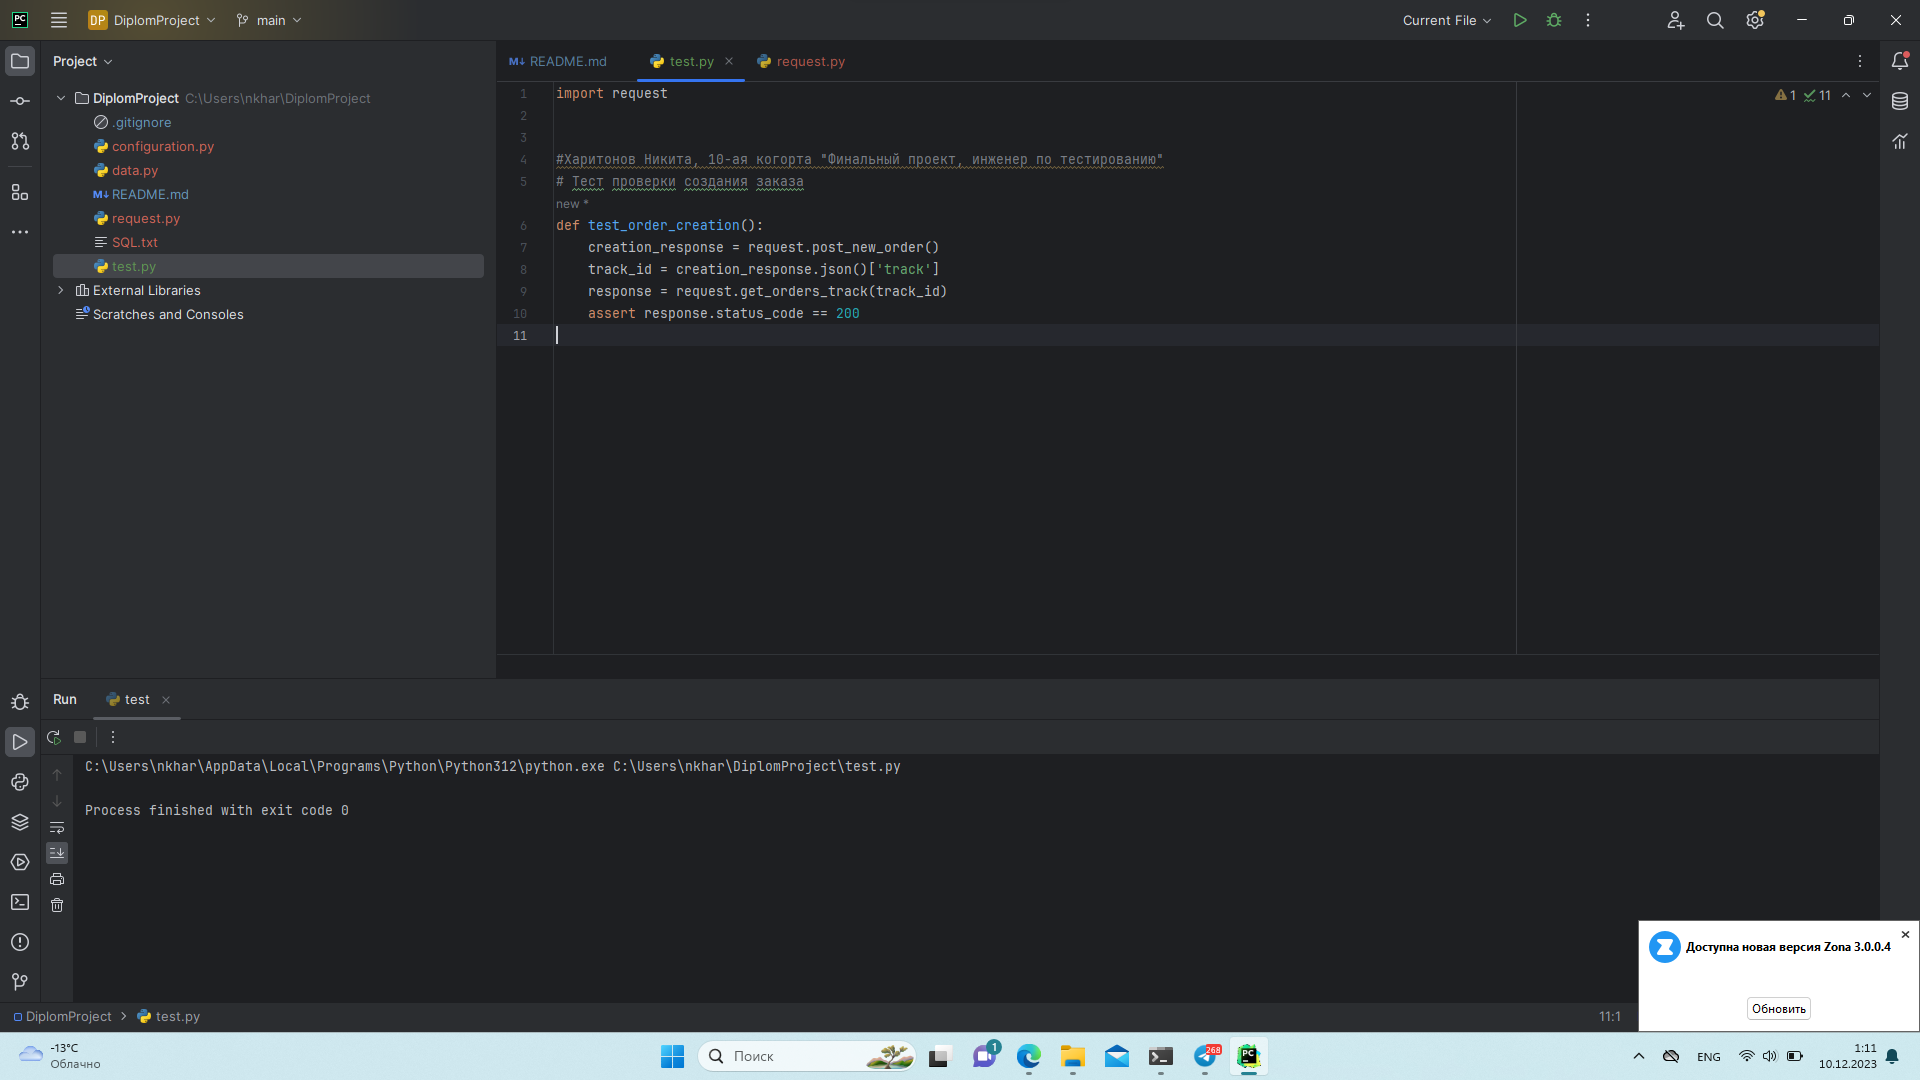 PC DP DiplomProject main Current File
Project
README.md test.py request.py
DiplomProject C:\Users\nkhar\DiplomProject
.gitignore
configuration.py
data.py
M↓ README.md
request.py
SQL.txt
test.py
External Libraries
Scratches and Consoles
1 import request
2
3
4 #Харитонов Никита, 10-ая когорта "Финальный проект, инженер по тестированию"
5 # Тест проверки создания заказа
new *
6 def test_order_creation():
7 creation_response = request.post_new_order()
8 track_id = creation_response.json()['track']
9 response = request.get_orders_track(track_id)
10 assert response.status_code == 200
11
1 11
Run test
C:\Users\nkhar\AppData\Local\Programs\Python\Python312\python.exe C:\Users\nkhar\DiplomProject\test.py
Process finished with exit code 0
Доступна новая версия Zona 3.0.0.4
Обновить
DiplomProject test.py 11:1
-13°C
Облачно
Поиск
1
268
PC
ENG
1:11
10.12.2023